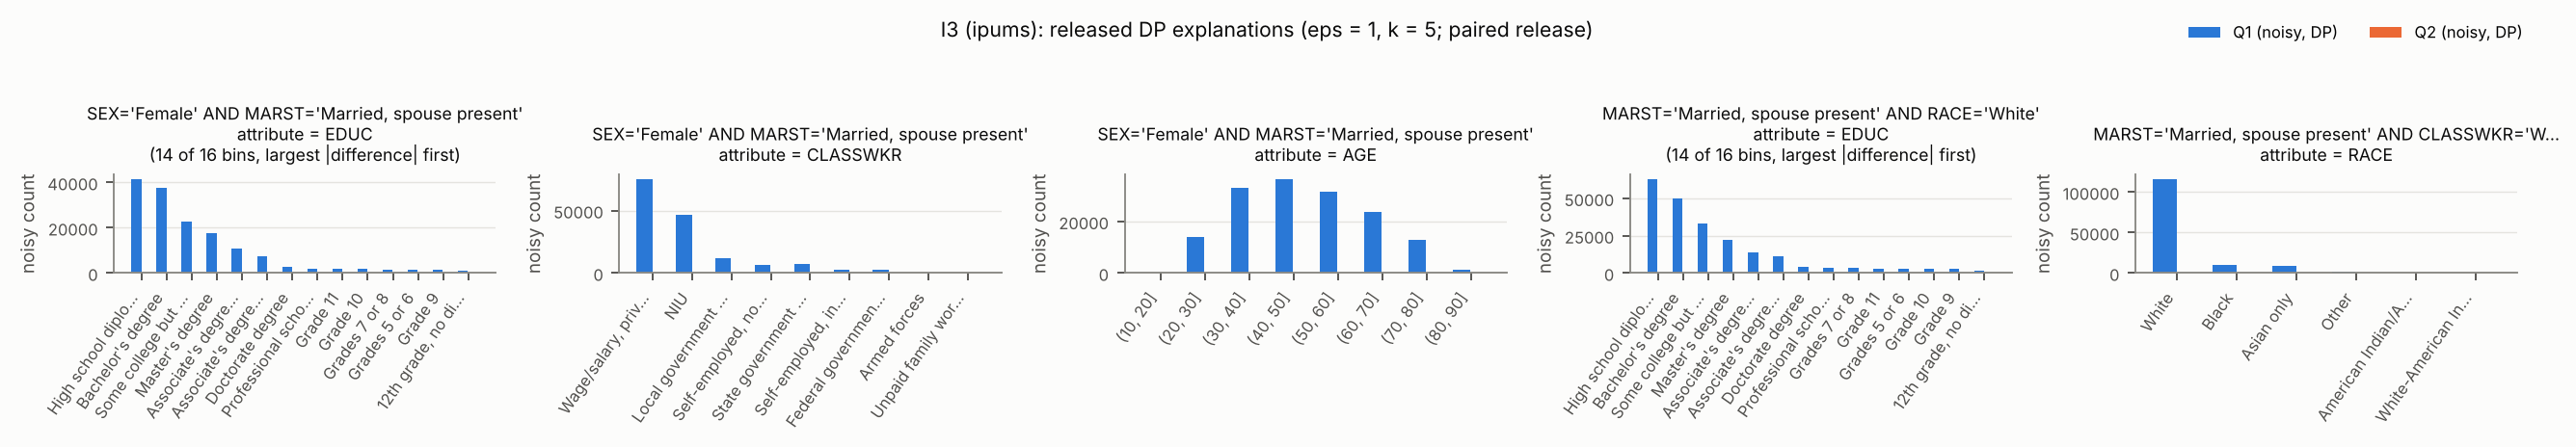 I3 (ipums): released DP explanations (eps = 1, k = 5; paired release)
Q1 (noisy, DP)
Q2 (noisy, DP)
SEX='Female' AND MARST='Married, spouse present'
attribute = EDUC
(14 of 16 bins, largest |difference| first)
noisy count
40000
20000
0
High school diplo...
Bachelor's degree
Some college but ...
Master's degree
Associate's degre...
Associate's degre...
Doctorate degree
Professional scho...
Grade 11
Grade 10
Grades 7 or 8
Grades 5 or 6
Grade 9
12th grade, no di...
SEX='Female' AND MARST='Married, spouse present'
attribute = CLASSWKR
noisy count
50000
0
Wage/salary, priv...
NIU
Local government ...
Self-employed, no...
State government ...
Self-employed, in...
Federal governmen...
Armed forces
Unpaid family wor...
SEX='Female' AND MARST='Married, spouse present'
attribute = AGE
noisy count
20000
0
(10, 20]
(20, 30]
(30, 40]
(40, 50]
(50, 60]
(60, 70]
(70, 80]
(80, 90]
MARST='Married, spouse present' AND RACE='White'
attribute = EDUC
(14 of 16 bins, largest |difference| first)
noisy count
50000
25000
0
High school diplo...
Bachelor's degree
Some college but ...
Master's degree
Associate's degre...
Associate's degre...
Doctorate degree
Professional scho...
Grades 7 or 8
Grade 11
Grades 5 or 6
Grade 10
Grade 9
12th grade, no di...
MARST='Married, spouse present' AND CLASSWKR='W...
attribute = RACE
noisy count
100000
50000
0
White
Black
Asian only
Other
American Indian/A...
White-American In...